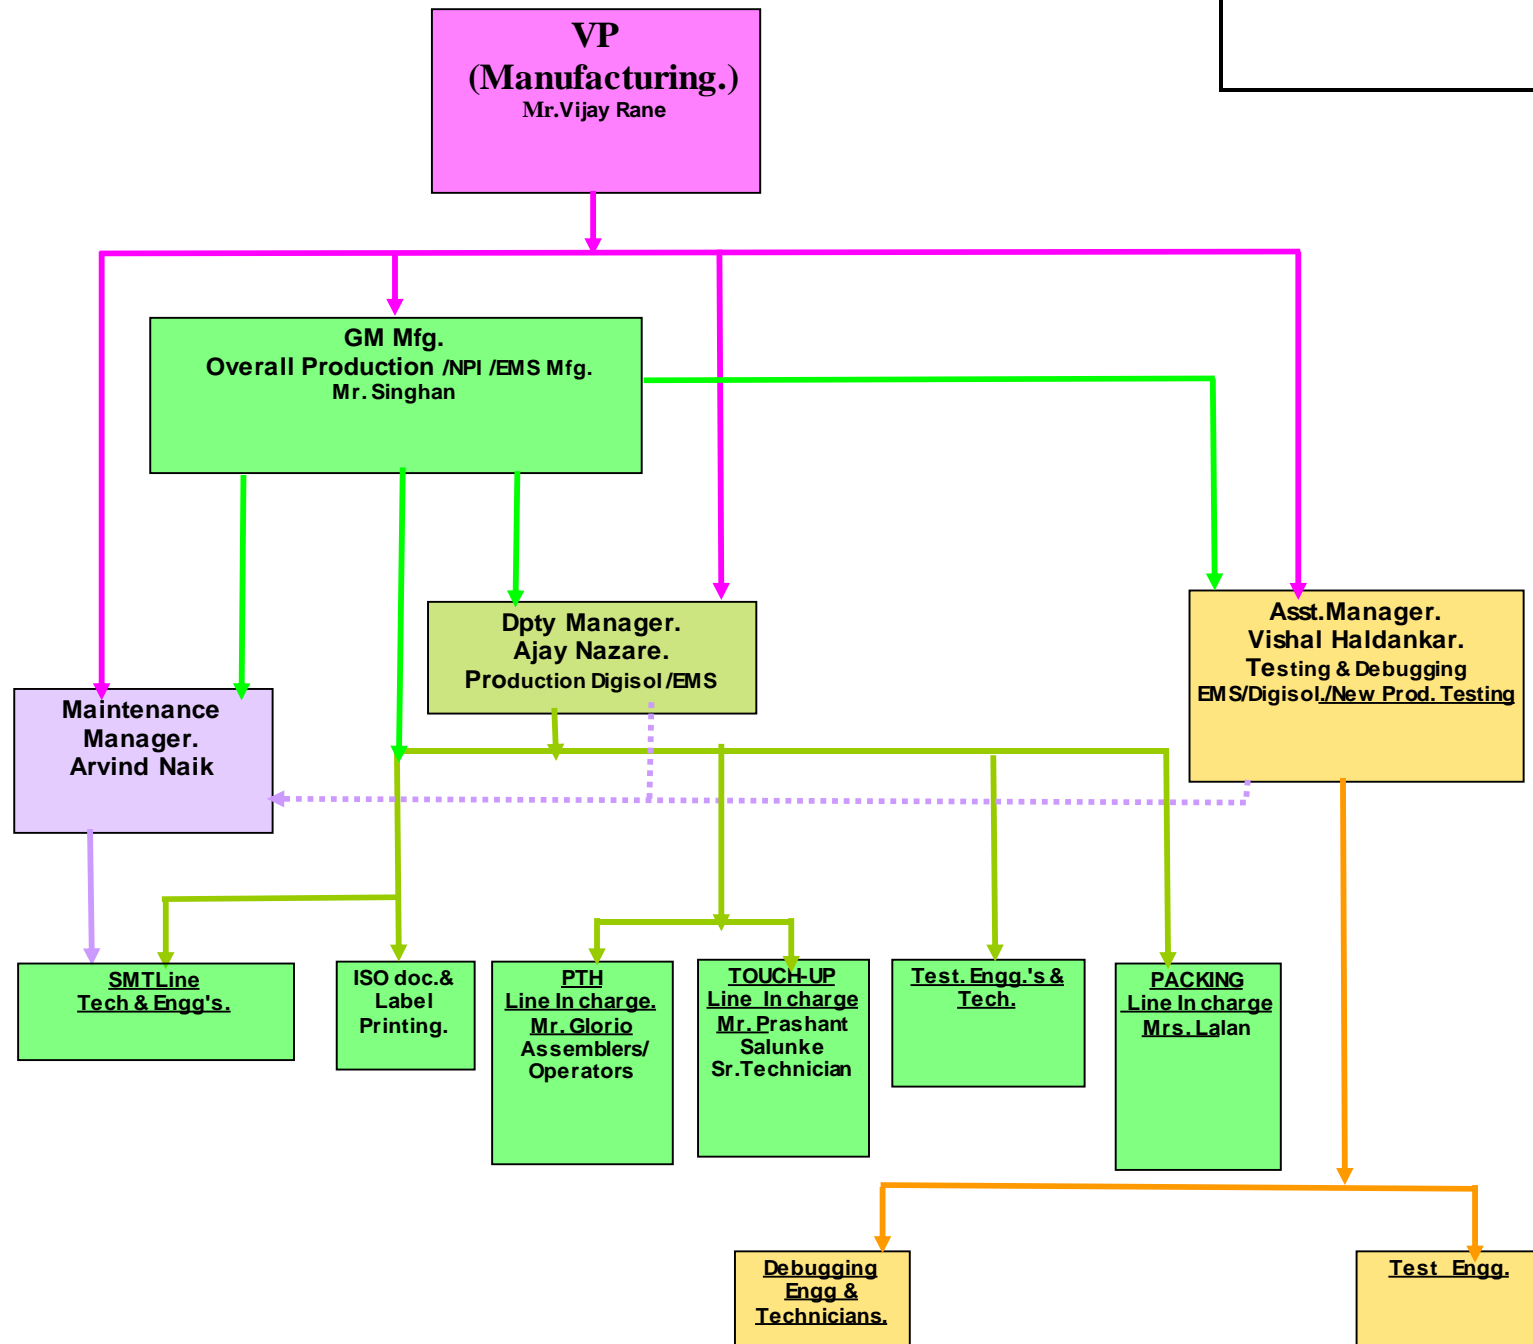 VP
(Manufacturing.)
Mr.Vijay Rane
GM Mfg.
Overall Production /NPI /EMS Mfg.
Mr. Singhan
Dpty Manager.
Ajay Nazare.
Production Digisol /EMS
Asst.Manager.
Vishal Haldankar.
Testing & Debugging
EMS/Digisol./New Prod. Testing
Maintenance
Manager.
Arvind Naik
SMTLine
Tech & Engg's.
ISO doc.&
Label
Printing.
PTH
Line In charge.
Mr. Glorio
Assemblers/
Operators
TOUCH-UP
Line In charge
Mr. Prashant
Salunke
Sr.Technician
Test. Engg.'s &
Tech.
PACKING
Line In charge
Mrs. Lalan
Debugging
Engg &
Technicians.
Test Engg.